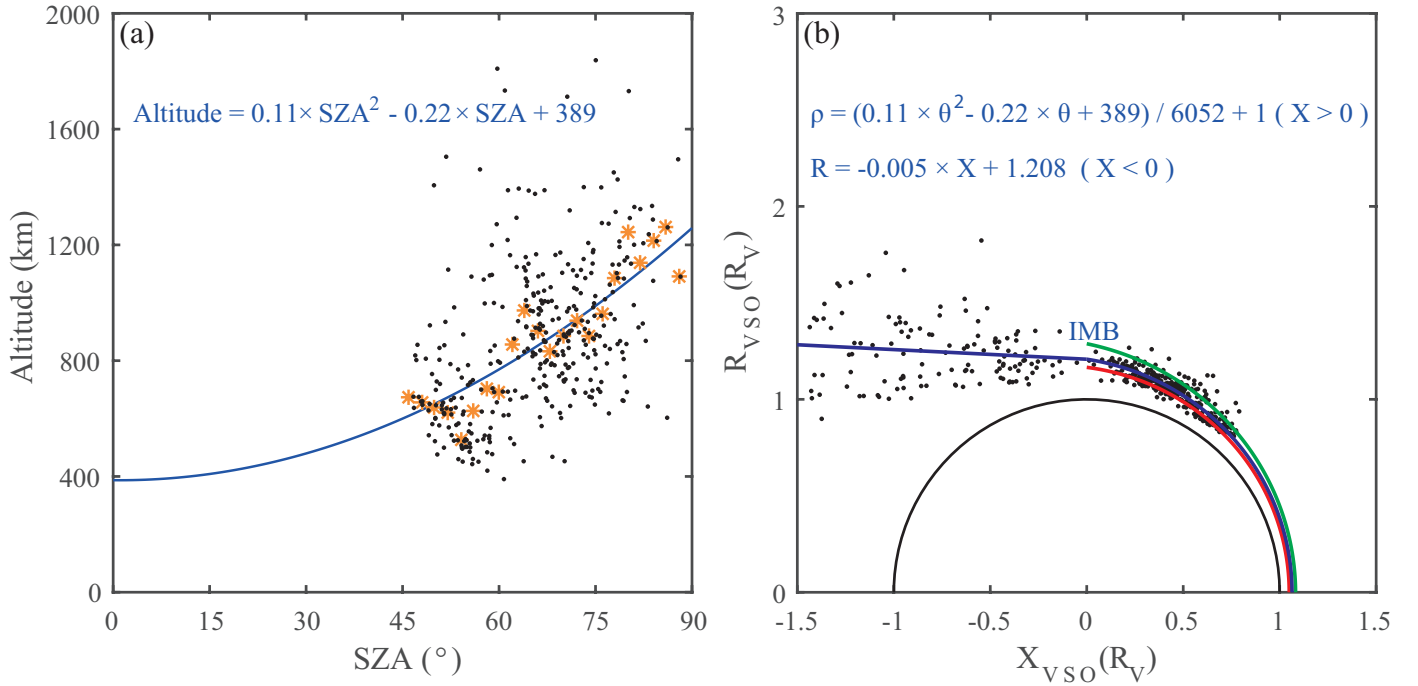 (a)
Altitude = 0.11× SZA² - 0.22 × SZA + 389
Altitude (km)
2000
1600
1200
800
400
0
0 15 30 45 60 75 90
SZA (°)
(b)
ρ = (0.11 × θ² - 0.22 × θ + 389) / 6052 + 1 ( X > 0 )
R = -0.005 × X + 1.208 ( X < 0 )
IMB
R_VSO (R_V)
3
2
1
0
-1.5 -1 -0.5 0 0.5 1 1.5
X_VSO (R_V)